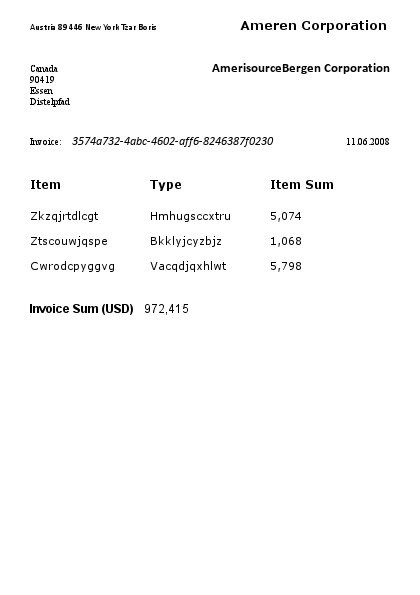 Austria 89446 New York Tzar Boris
Ameren Corporation
Canada
90419
Essen
Distelpfad
AmerisourceBergen Corporation
Invoice: 3574a732-4abc-4602-aff6-8246387f0230 11.06.2008
Item Type Item Sum
Zkzqjrtdlcgt Hmhugsccxtru 5,074
Ztscouwjqspe Bkklyjcyzbjz 1,068
Cwrodcpyggvg Vacqdjqxhlwt 5,798
Invoice Sum (USD) 972,415